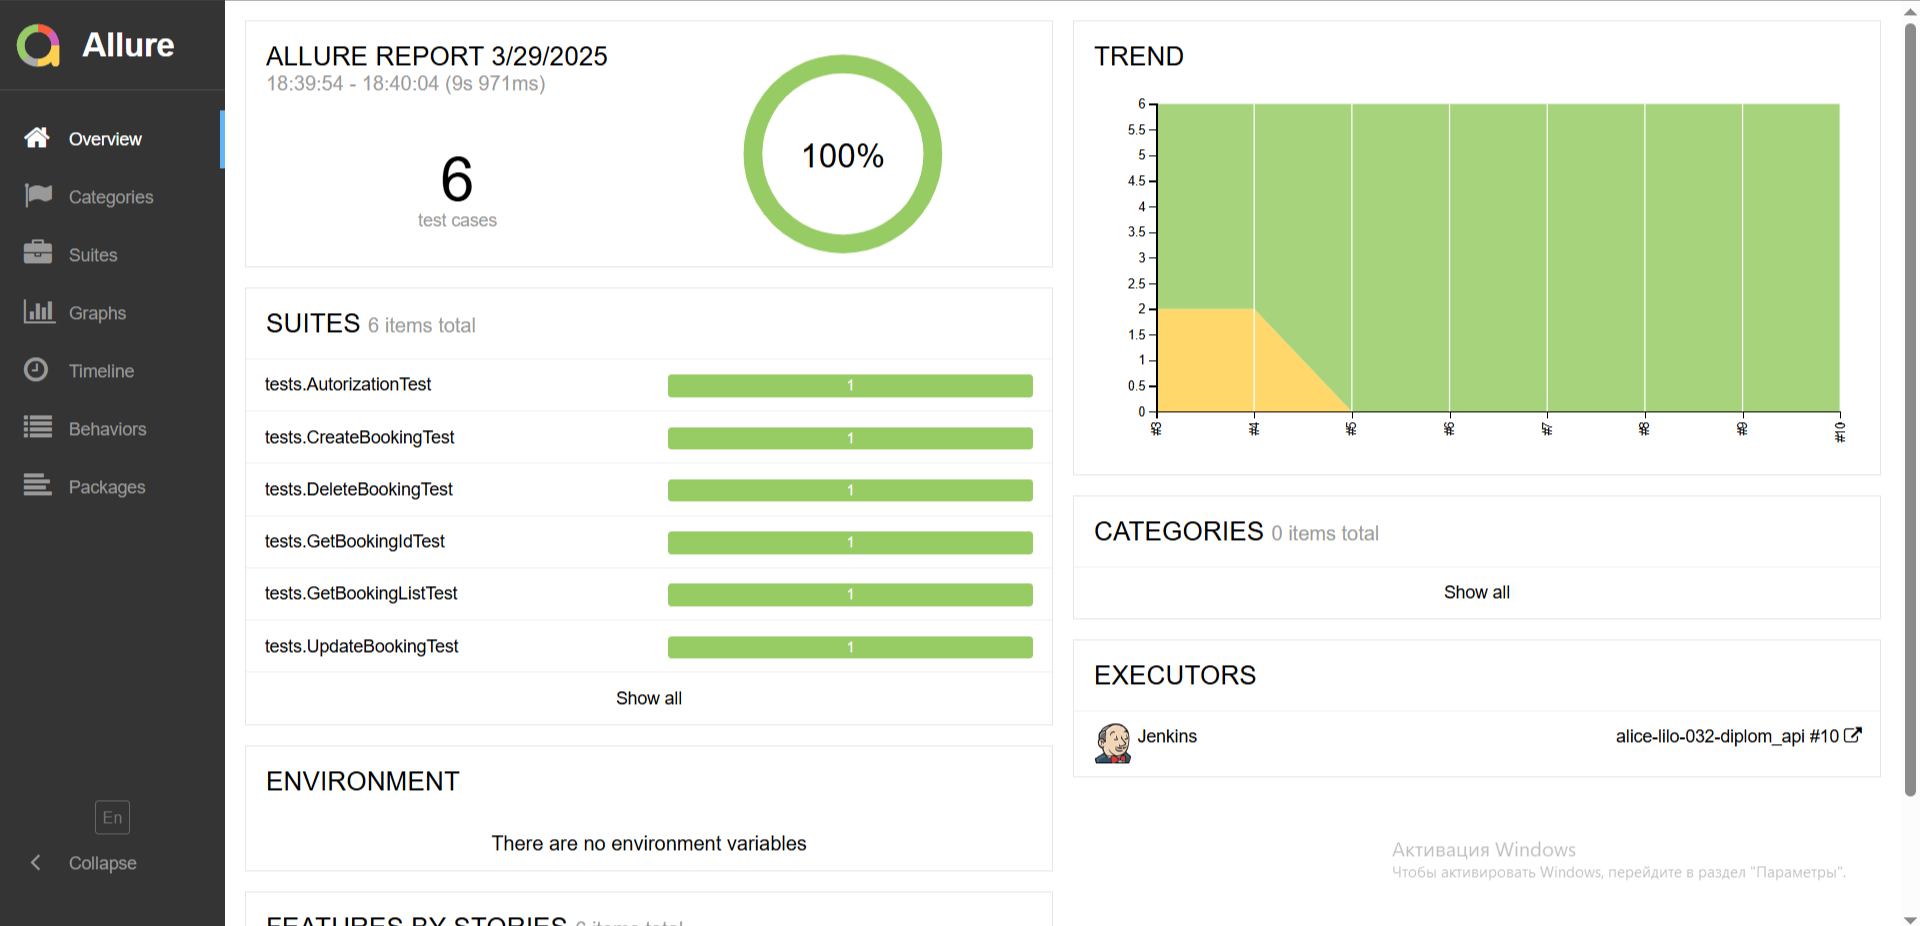 Allure
Overview
Categories
Suites
Graphs
Timeline
Behaviors
Packages
En
Collapse
ALLURE REPORT 3/29/2025
18:39:54 - 18:40:04 (9s 971ms)
6
test cases
100%
SUITES 6 items total
tests.AutorizationTest 1
tests.CreateBookingTest 1
tests.DeleteBookingTest 1
tests.GetBookingIdTest 1
tests.GetBookingListTest 1
tests.UpdateBookingTest 1
Show all
ENVIRONMENT
There are no environment variables
FEATURES BY STORIES 6 items total
TREND
6
5.5
5
4.5
4
3.5
3
2.5
2
1.5
1
0.5
0
#3 #4 #5 #6 #7 #8 #9 #10
CATEGORIES 0 items total
Show all
EXECUTORS
Jenkins alice-lilo-032-diplom_api #10
Активация Windows
Чтобы активировать Windows, перейдите в раздел "Параметры".